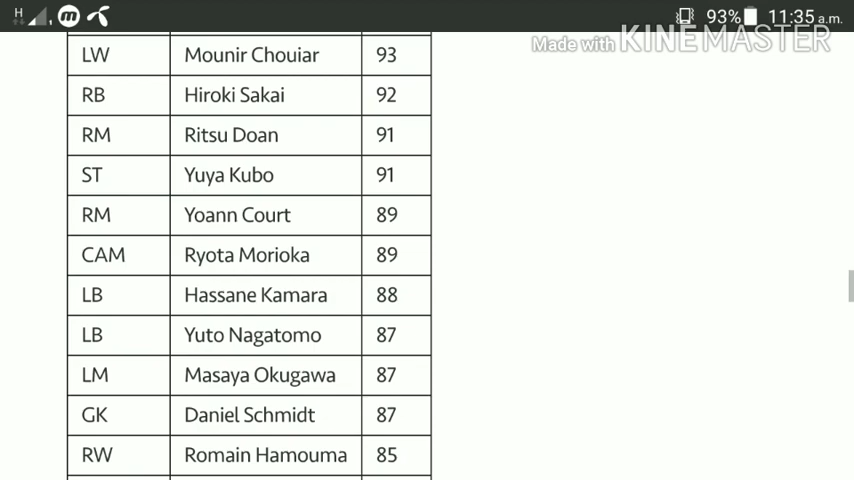 H 1 m 93% 11:35 a.m.
Made with KINEMASTER
LW Mounir Chouiar 93
RB Hiroki Sakai 92
RM Ritsu Doan 91
ST Yuya Kubo 91
RM Yoann Court 89
CAM Ryota Morioka 89
LB Hassane Kamara 88
LB Yuto Nagatomo 87
LM Masaya Okugawa 87
GK Daniel Schmidt 87
RW Romain Hamouma 85